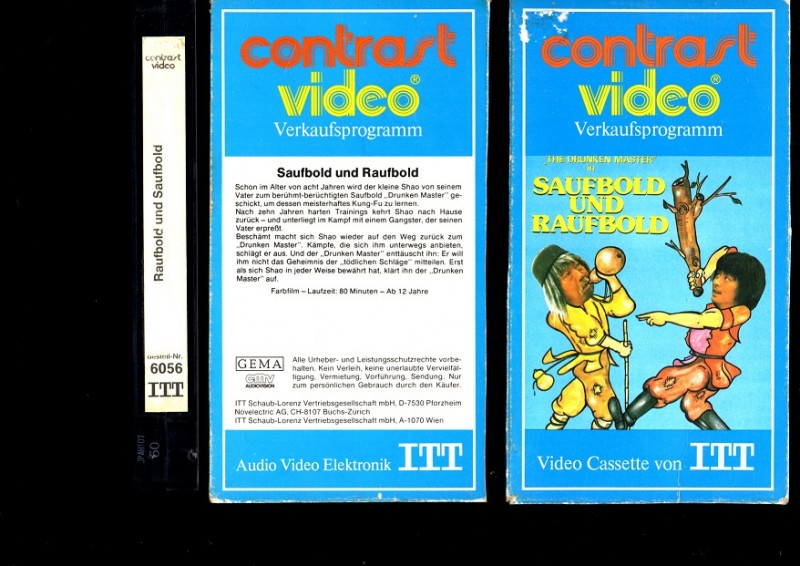 contrast
video
Raufbold und Saufbold
Bestell-Nr.
6056
ITT
60
contrast
video®
Verkaufsprogramm
Saufbold und Raufbold
Schon im Alter von acht Jahren wird der kleine Shao von seinem
Vater zum berühmt-berüchtigten Saufbold „Drunken Master" ge-
schickt, um dessen meisterhaftes Kung-Fu zu lernen.
Nach zehn Jahren harten Trainings kehrt Shao nach Hause
zurück – und unterliegt im Kampf mit einem Gangster, der seinen
Vater erpreßt.
Beschämt macht sich Shao wieder auf den Weg zurück zum
„Drunken Master". Kämpfe, die sich ihm unterwegs anbieten,
schlägt er aus. Und der „Drunken Master" enttäuscht ihn: Er will
ihm nicht das Geheimnis der „tödlichen Schläge" mitteilen. Erst
als sich Shao in jeder Weise bewährt hat, klärt ihn der „Drunken
Master" auf.
Farbfilm – Laufzeit: 80 Minuten – Ab 12 Jahre
GEMA
AUDIOVISION
Alle Urheber- und Leistungsschutzrechte vorbe-
halten. Kein Verleih, keine unerlaubte Vervielfäl-
tigung, Vermietung, Vorführung, Sendung. Nur
zum persönlichen Gebrauch durch den Käufer.
ITT Schaub-Lorenz Vertriebsgesellschaft mbH, D-7530 Pforzheim
Novelectric AG, CH-8107 Buchs-Zürich
ITT Schaub-Lorenz Vertriebsgesellschaft mbH, A-1070 Wien
Audio Video Elektronik ITT
contrast
video®
Verkaufsprogramm
"THE DRUNKEN MASTER"
in
SAUFBOLD
UND
RAUFBOLD
Video Cassette von ITT